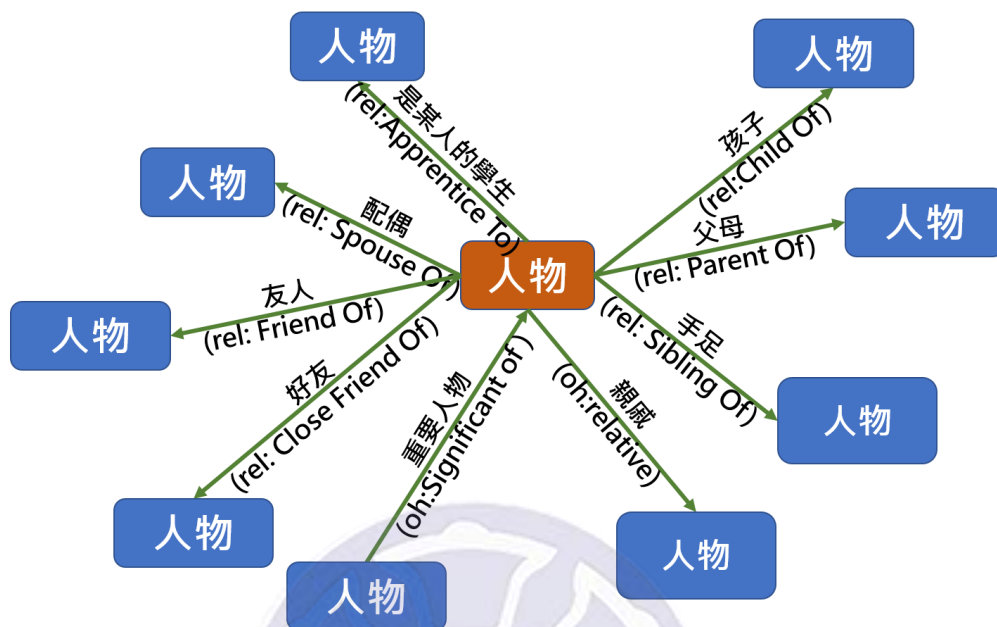 人物
是某人的學生
(rel:Apprentice To)
人物
孩子
(rel:Child Of)
人物
配偶
(rel: Spouse Of)
人物
父母
(rel: Parent Of)
人物
人物
友人
(rel: Friend Of)
人物
手足
(rel: Sibling Of)
人物
好友
(rel: Close Friend Of)
人物
重要人物
(oh:Significant of )
人物
親戚
(oh:relative)
人物